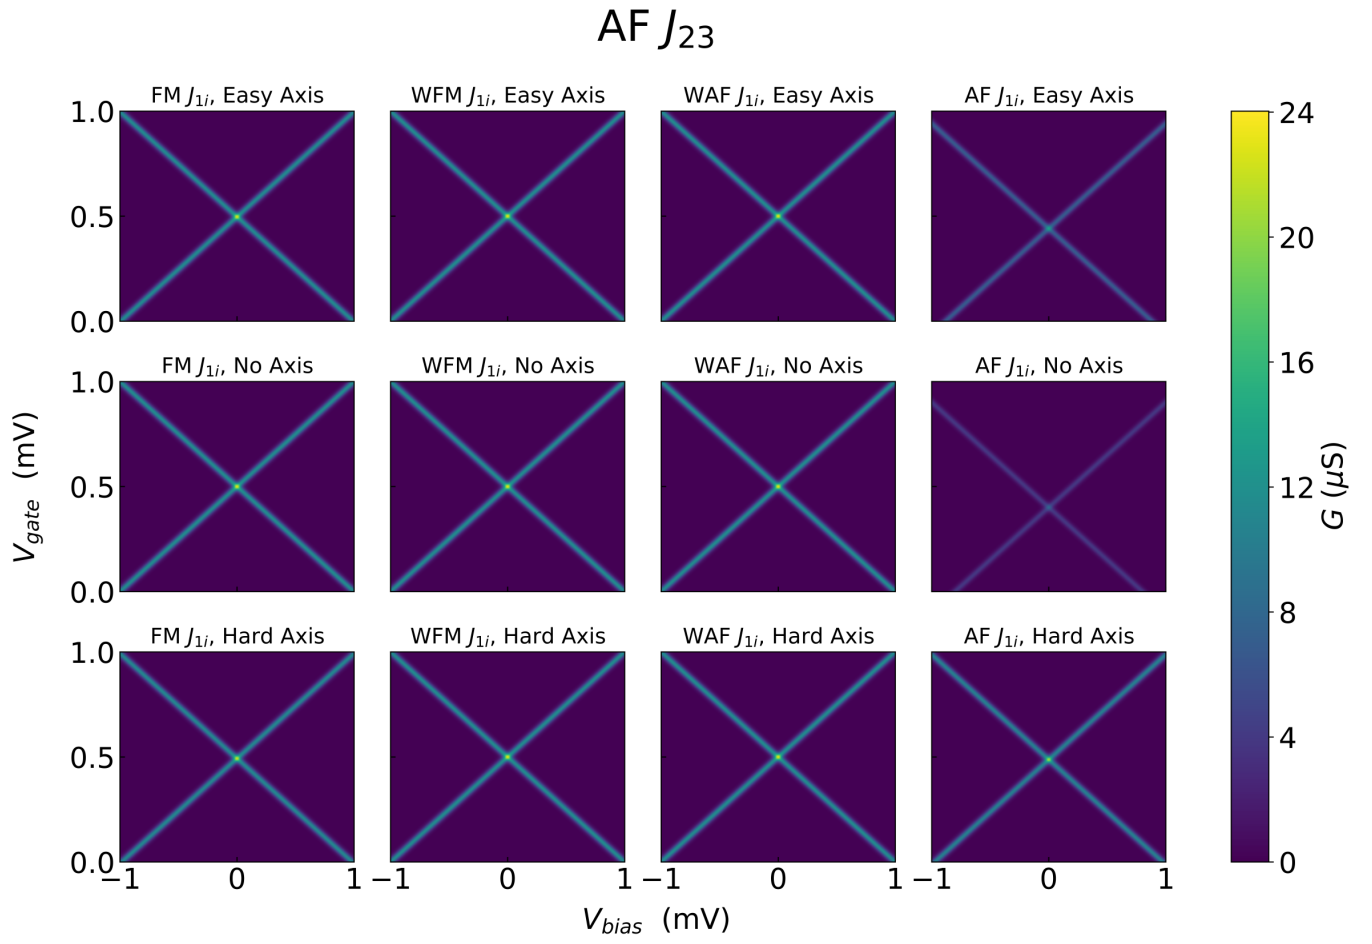 AF J₂₃
FM J₁ᵢ, Easy Axis
WFM J₁ᵢ, Easy Axis
WAF J₁ᵢ, Easy Axis
AF J₁ᵢ, Easy Axis
1.0
0.5
0.0
FM J₁ᵢ, No Axis
WFM J₁ᵢ, No Axis
WAF J₁ᵢ, No Axis
AF J₁ᵢ, No Axis
1.0
0.5
0.0
FM J₁ᵢ, Hard Axis
WFM J₁ᵢ, Hard Axis
WAF J₁ᵢ, Hard Axis
AF J₁ᵢ, Hard Axis
1.0
0.5
0.0
−1 0 1 −1 0 1 −1 0 1 −1 0 1
V_gate (mV)
V_bias (mV)
24
20
16
12
8
4
0
G (μS)